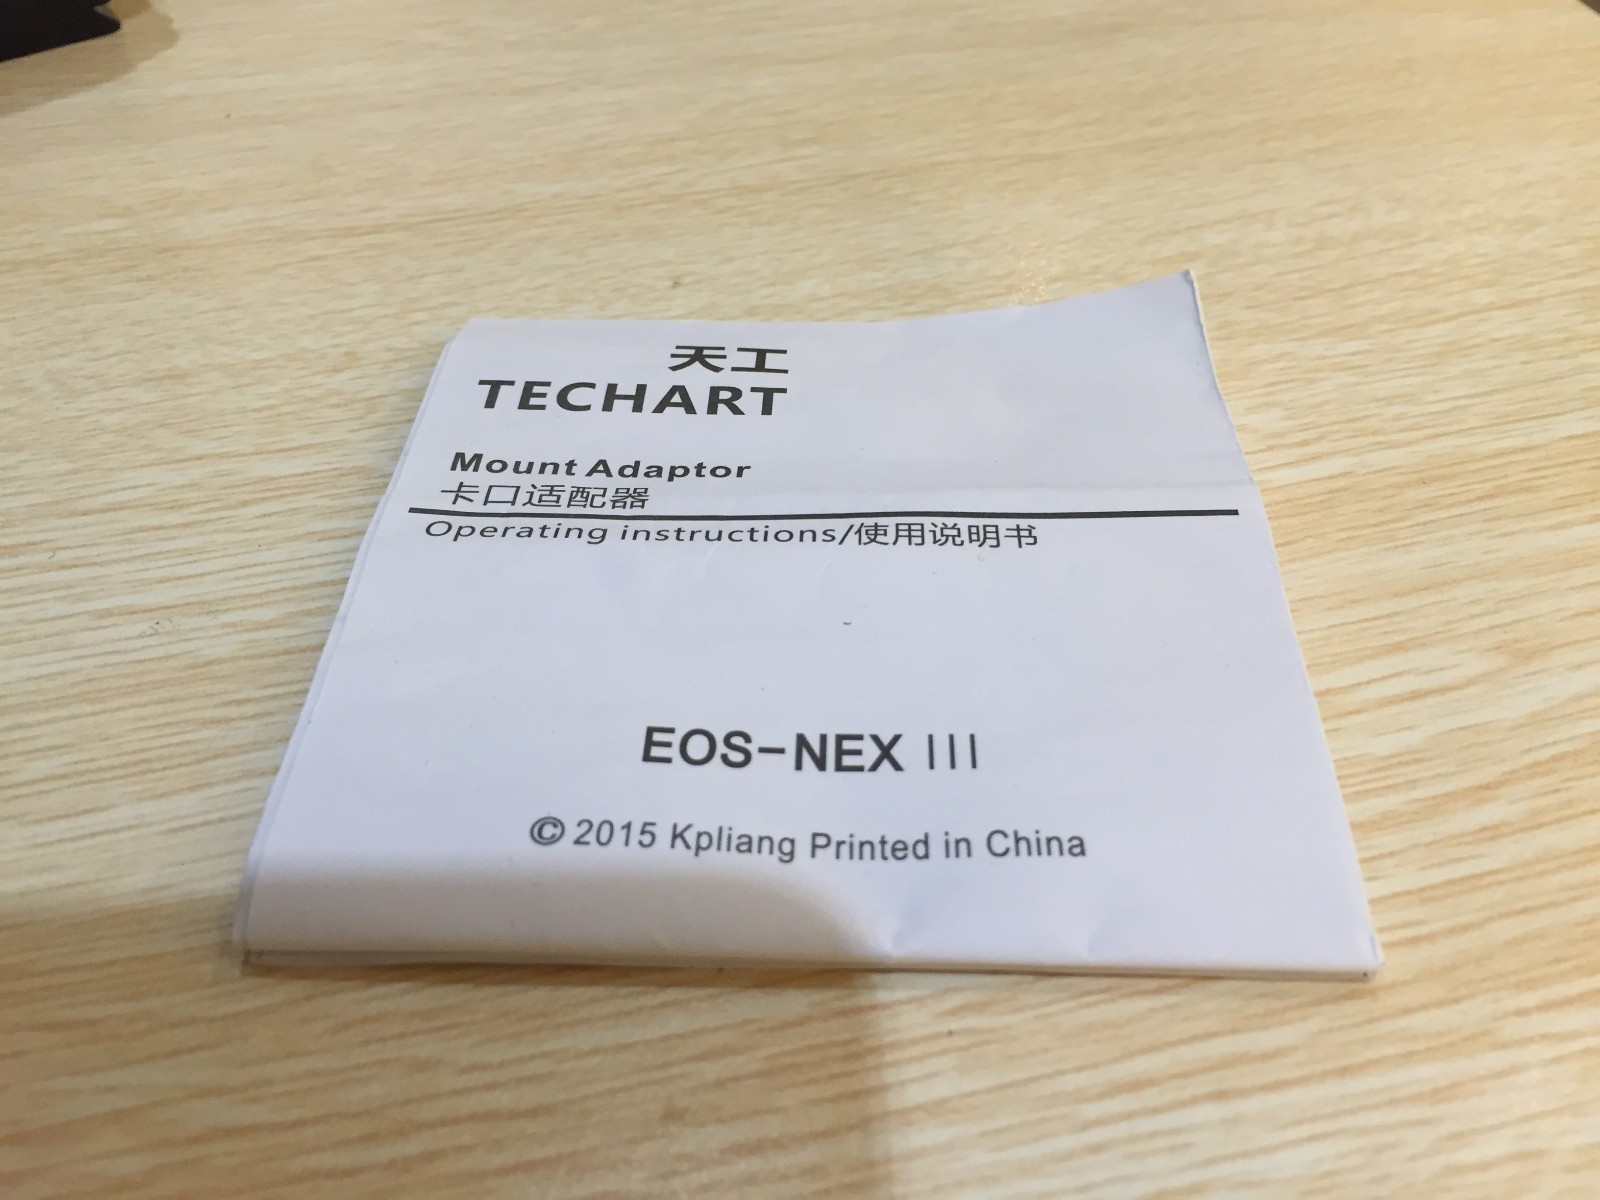 天工
TECHART
Mount Adaptor
卡口适配器
Operating instructions/使用说明书
EOS-NEX III
© 2015 Kpliang Printed in China